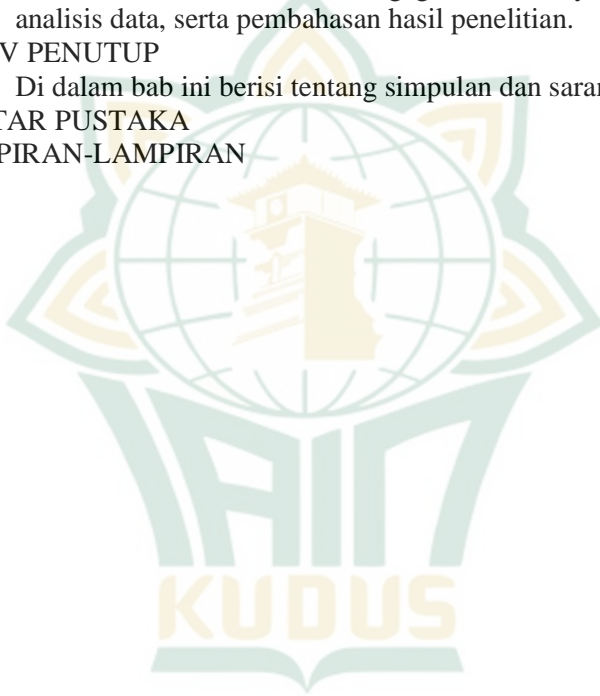 analisis data, serta pembahasan hasil penelitian.
V PENUTUP
Di dalam bab ini berisi tentang simpulan dan saran
TAR PUSTAKA
PIRAN-LAMPIRAN
IAIN
KUDUS